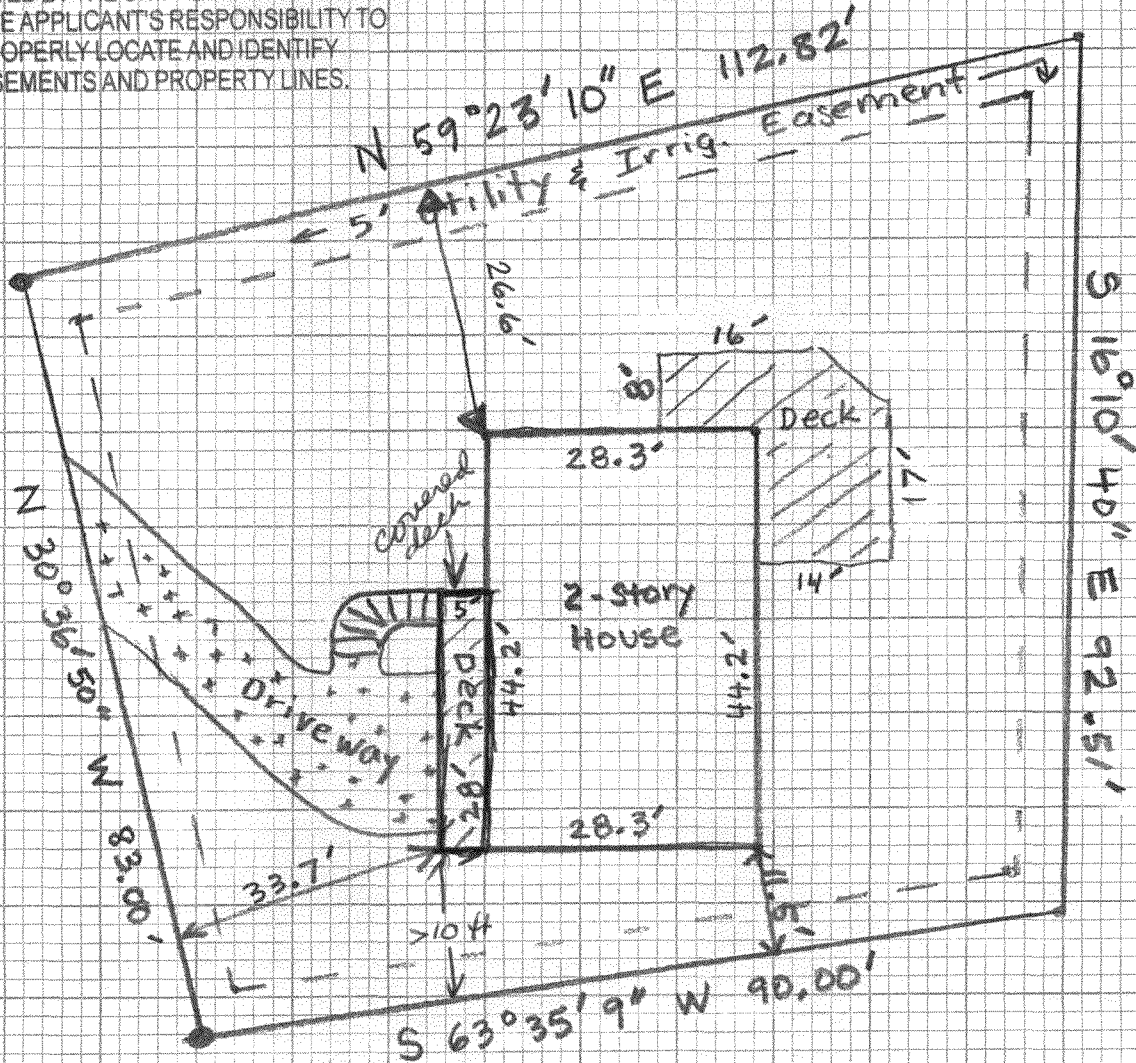 E APPLICANT'S RESPONSIBILITY TO
OPERLY LOCATE AND IDENTIFY
SEMENTS AND PROPERTY LINES.
N 59°23'10" E 112.82'
5' Utility & Irrig. Easement
26.6'
S 16°10'40" E 92.51'
16'
8'
Deck
17'
14'
28.3'
covered
deck
5'
Deck
28'
44.2'
2-Story
House
44.2'
N 30°36'50" W 83.00'
Driveway
28.3'
33.7'
>10 ft
11.6'
S 63°35'9" W 90.00'